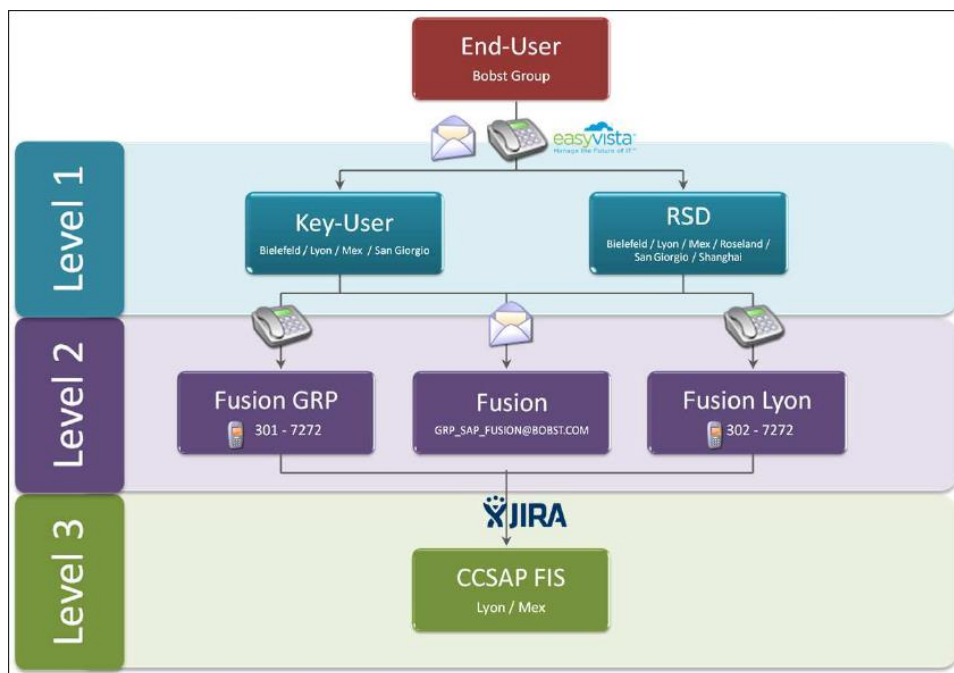 End-User
Bobst Group
easyvista
Manage the Future of IT™
Level 1
Key-User
Bielefeld / Lyon / Mex / San Giorgio
RSD
Bielefeld / Lyon / Mex / Roseland /
San Giorgio / Shanghai
Level 2
Fusion GRP
301 - 7272
Fusion
GRP_SAP_FUSION@BOBST.COM
Fusion Lyon
302 - 7272
Level 3
JIRA
CCSAP FIS
Lyon / Mex